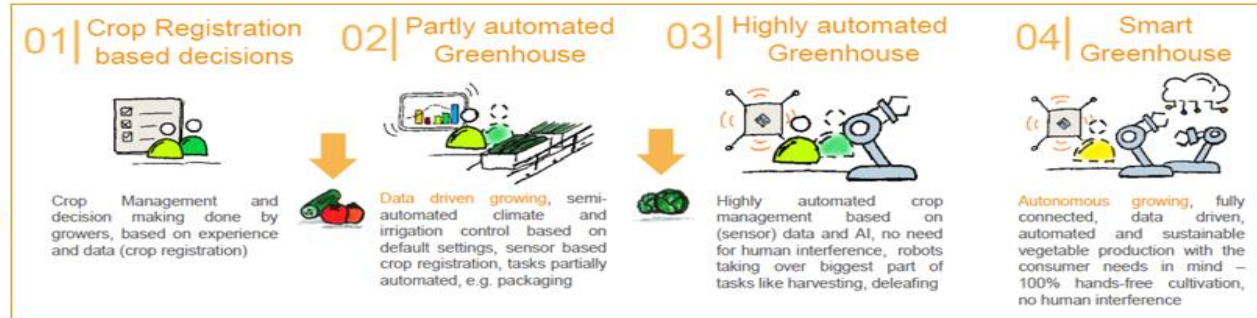 01| Crop Registration
based decisions
Crop Management and
decision making done by
growers, based on experience
and data (crop registration)
02| Partly automated
Greenhouse
Data driven growing, semi-
automated climate and
irrigation control based on
default settings, sensor based
crop registration, tasks partially
automated, e.g. packaging
03| Highly automated
Greenhouse
Highly automated crop
management based on
(sensor) data and AI, no need
for human interference, robots
taking over biggest part of
tasks like harvesting, deleafing
04| Smart
Greenhouse
Autonomous growing, fully
connected, data driven,
automated and sustainable
vegetable production with the
consumer needs in mind –
100% hands-free cultivation,
no human interference